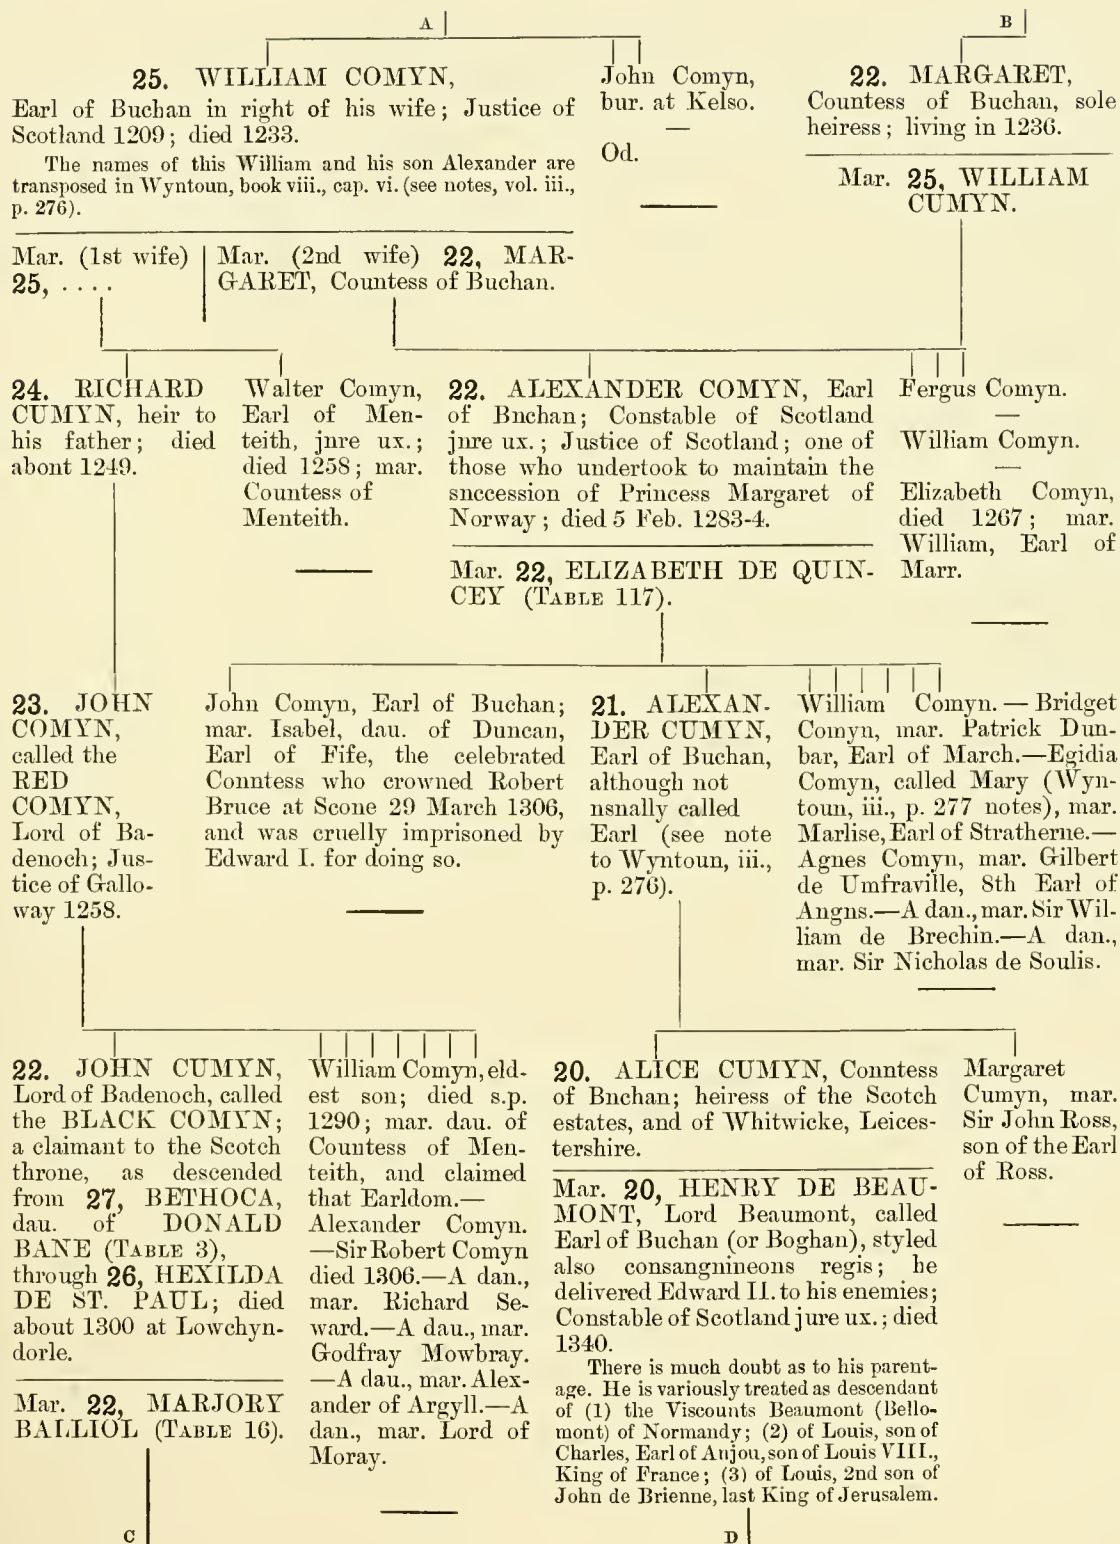 A
B
25. WILLIAM COMYN,
Earl of Buchan in right of his wife; Justice of
Scotland 1209; died 1233.
The names of this William and his son Alexander are
transposed in Wyntoun, book viii., cap. vi. (see notes, vol. iii.,
p. 276).
John Comyn,
bur. at Kelso.
—
Od.
22. MARGARET,
Countess of Buchan, sole
heiress; living in 1236.
Mar. 25, WILLIAM
CUMYN.
Mar. (1st wife)
25, ....
Mar. (2nd wife) 22, MAR-
GARET, Countess of Buchan.
24. RICHARD
CUMYN, heir to
his father; died
about 1249.
Walter Comyn,
Earl of Men-
teith, jure ux.;
died 1258; mar.
Countess of
Menteith.
22. ALEXANDER COMYN, Earl
of Buchan; Constable of Scotland
jure ux.; Justice of Scotland; one of
those who undertook to maintain the
succession of Princess Margaret of
Norway; died 5 Feb. 1283-4.
Mar. 22, ELIZABETH DE QUIN-
CEY (TABLE 117).
Fergus Comyn.
—
William Comyn.
—
Elizabeth Comyn,
died 1267; mar.
William, Earl of
Marr.
23. JOHN
COMYN,
called the
RED
COMYN,
Lord of Ba-
denoch; Jus-
tice of Gallo-
way 1258.
John Comyn, Earl of Buchan;
mar. Isabel, dau. of Duncan,
Earl of Fife, the celebrated
Countess who crowned Robert
Bruce at Scone 29 March 1306,
and was cruelly imprisoned by
Edward I. for doing so.
21. ALEXAN-
DER CUMYN,
Earl of Buchan,
although not
usually called
Earl (see note
to Wyntoun, iii.,
p. 276).
William Comyn. — Bridget
Comyn, mar. Patrick Dun-
bar, Earl of March.—Egidia
Comyn, called Mary (Wyn-
toun, iii., p. 277 notes), mar.
Marlise, Earl of Stratherne.—
Agnes Comyn, mar. Gilbert
de Umfraville, 8th Earl of
Angus.—A dau., mar. Sir Wil-
liam de Brechin.—A dau.,
mar. Sir Nicholas de Soulis.
22. JOHN CUMYN,
Lord of Badenoch, called
the BLACK COMYN;
a claimant to the Scotch
throne, as descended
from 27, BETHOCA,
dau. of DONALD
BANE (TABLE 3),
through 26, HEXILDA
DE ST. PAUL; died
about 1300 at Lowchyn-
dorle.
Mar. 22, MARJORY
BALLIOL (TABLE 16).
William Comyn, eld-
est son; died s.p.
1290; mar. dau. of
Countess of Men-
teith, and claimed
that Earldom.—
Alexander Comyn.
—Sir Robert Comyn
died 1306.—A dau.,
mar. Richard Se-
ward.—A dau., mar.
Godfray Mowbray.
—A dau., mar. Alex-
ander of Argyll.—A
dau., mar. Lord of
Moray.
20. ALICE CUMYN, Countess
of Buchan; heiress of the Scotch
estates, and of Whitwicke, Leices-
tershire.
Mar. 20, HENRY DE BEAU-
MONT, Lord Beaumont, called
Earl of Buchan (or Boghan), styled
also consanguineous regis; he
delivered Edward II. to his enemies;
Constable of Scotland jure ux.; died
1340.
There is much doubt as to his parent-
age. He is variously treated as descendant
of (1) the Viscounts Beaumont (Bello-
mont) of Normandy; (2) of Louis, son of
Charles, Earl of Anjou, son of Louis VIII.,
King of France; (3) of Louis, 2nd son of
John de Brienne, last King of Jerusalem.
Margaret
Cumyn, mar.
Sir John Ross,
son of the Earl
of Ross.
C
D